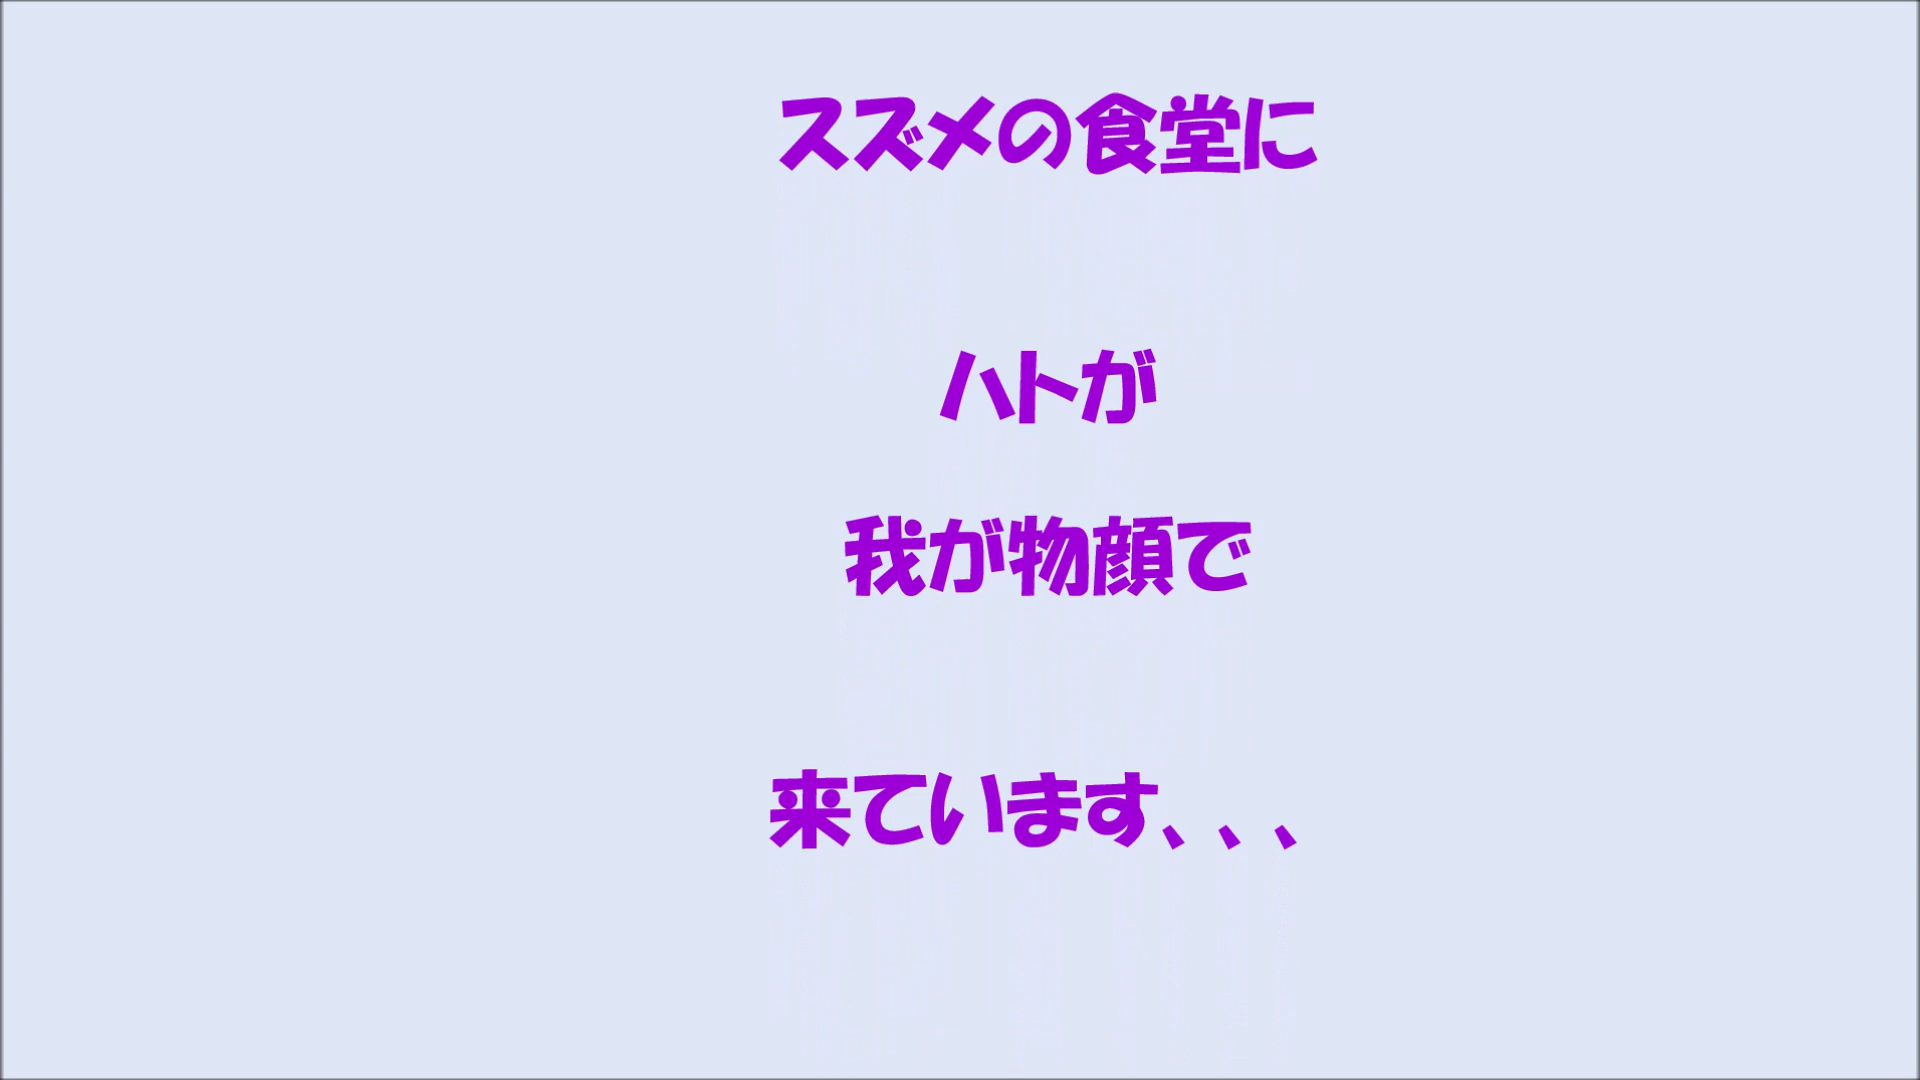 スズメの食堂に
ハトが
我が物顔で
来ています、、、